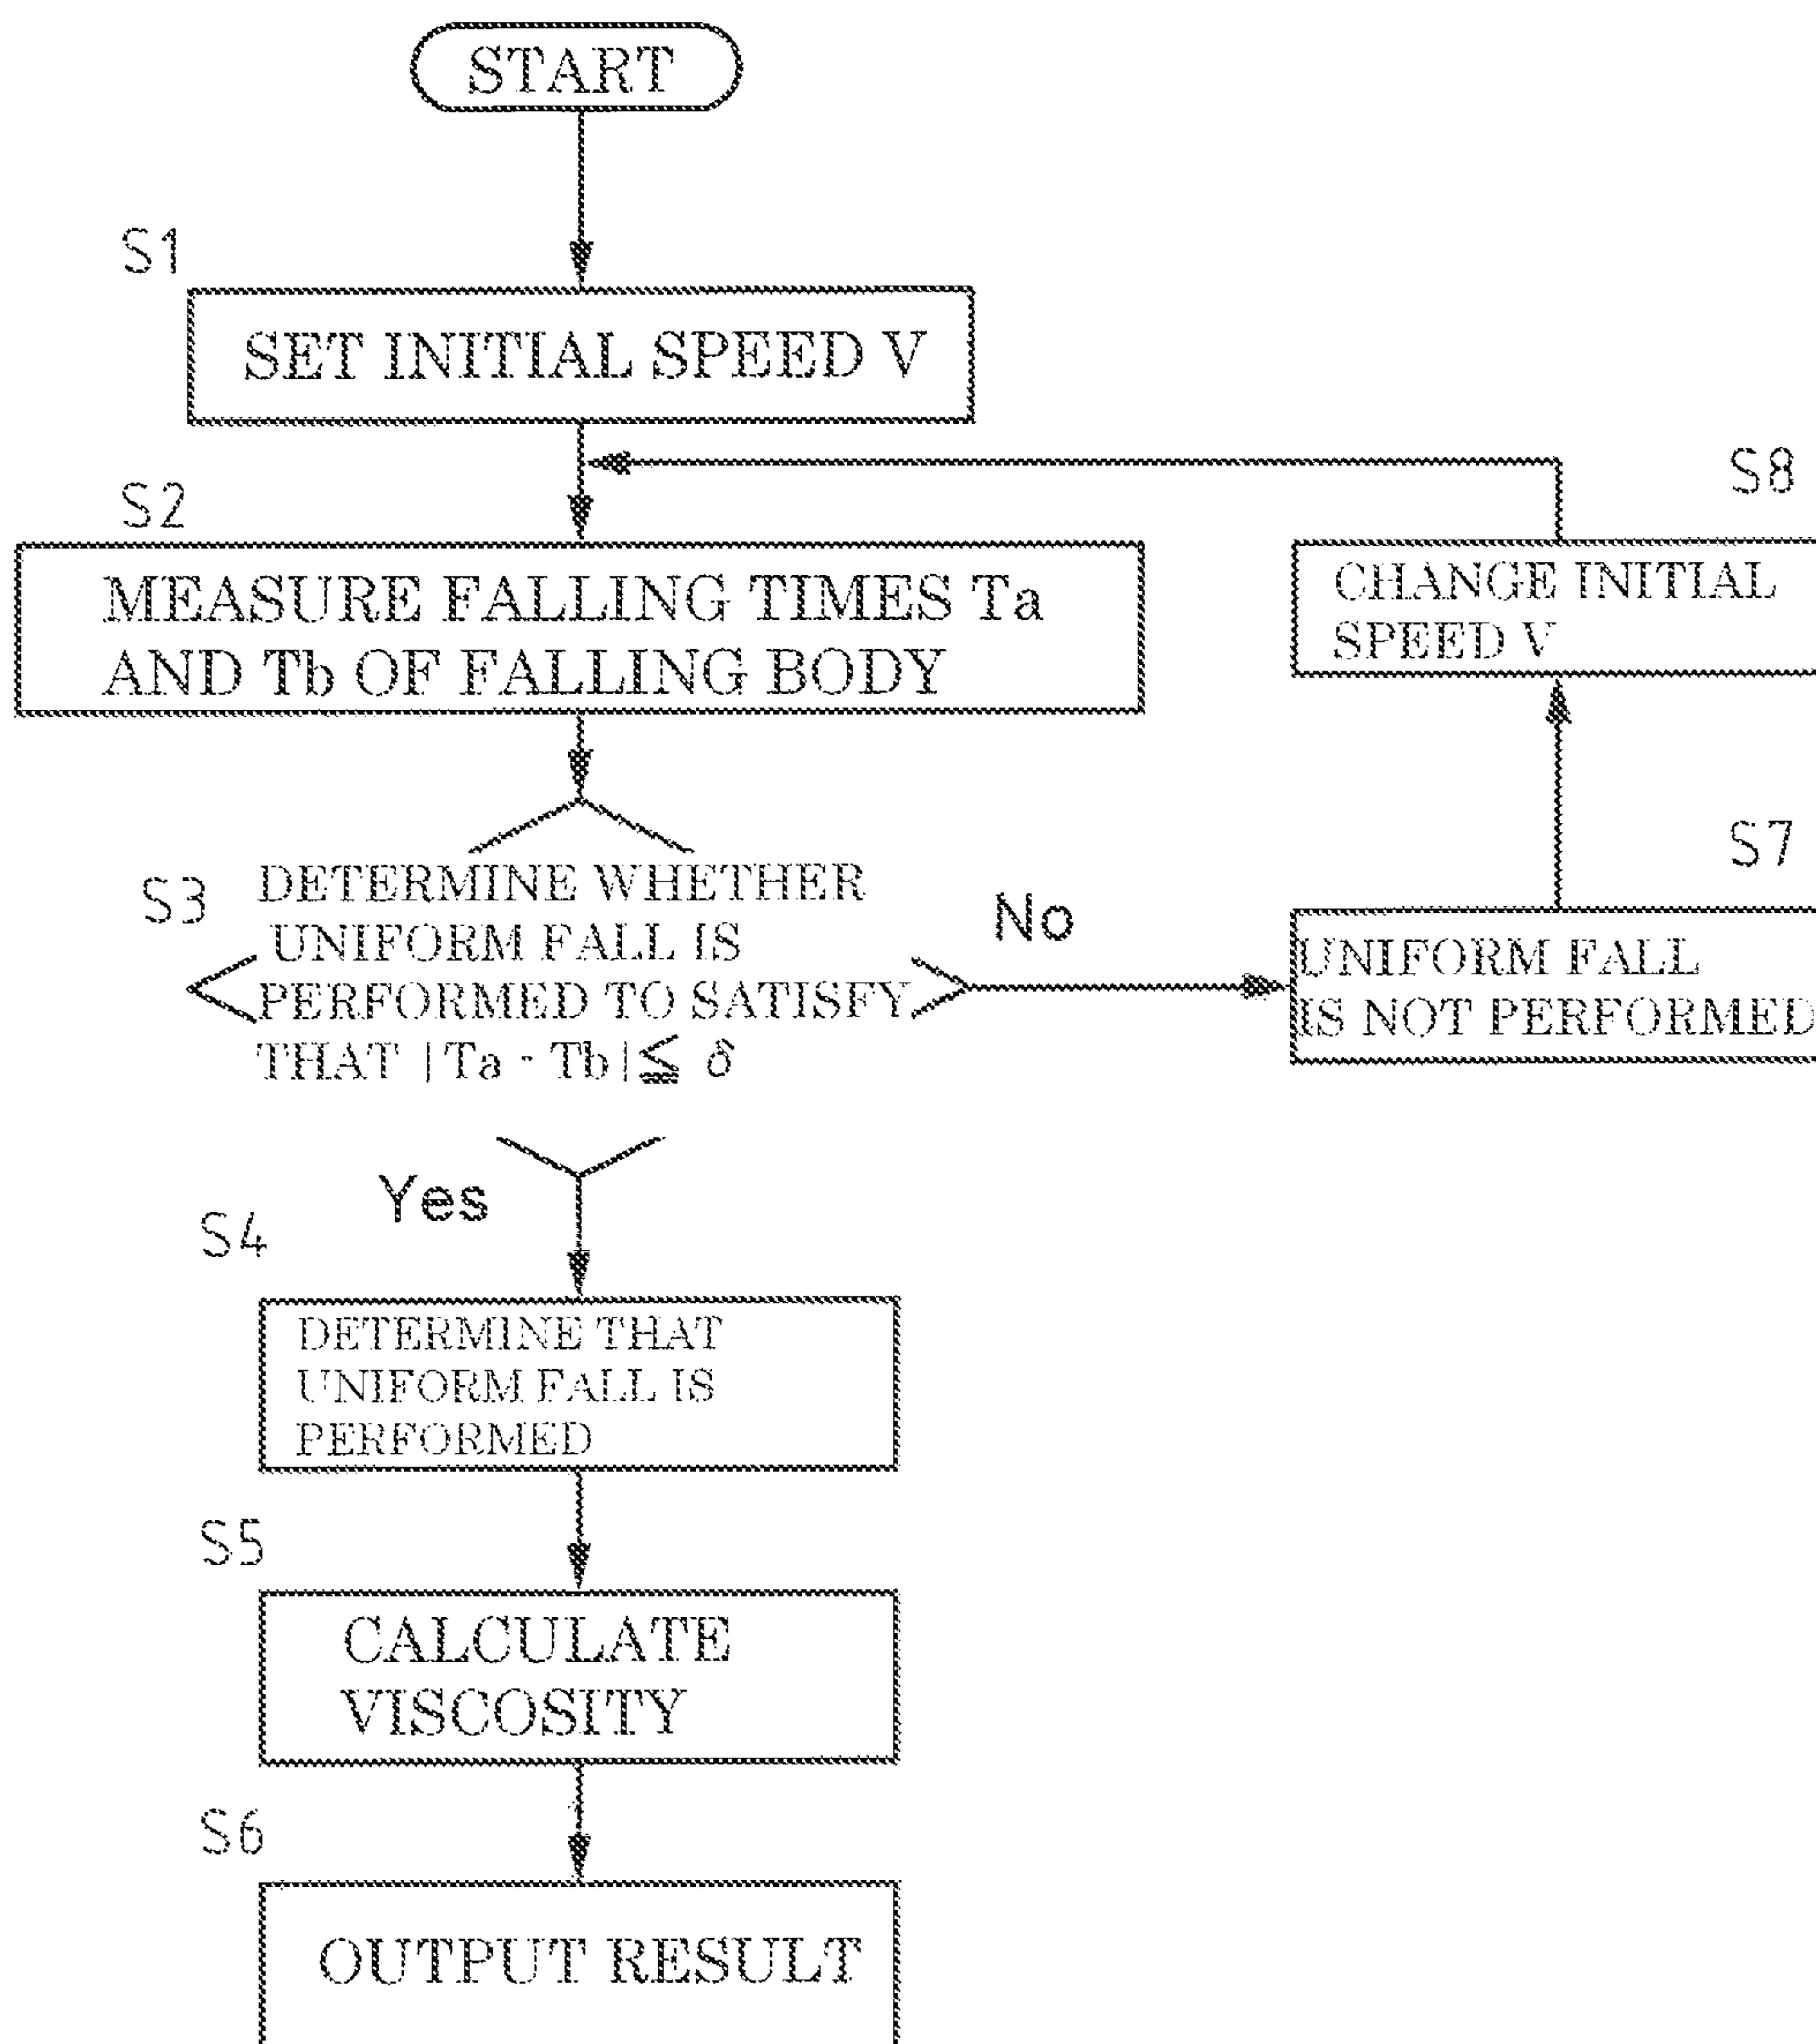 START
S1
SET INITIAL SPEED V
S2
MEASURE FALLING TIMES Ta
AND Tb OF FALLING BODY
S3
DETERMINE WHETHER
UNIFORM FALL IS
PERFORMED TO SATISFY
THAT |Ta - Tb|≦ δ
No
Yes
S4
DETERMINE THAT
UNIFORM FALL IS
PERFORMED
S5
CALCULATE
VISCOSITY
S6
OUTPUT RESULT
S7
UNIFORM FALL
IS NOT PERFORMED
S8
CHANGE INITIAL
SPEED V